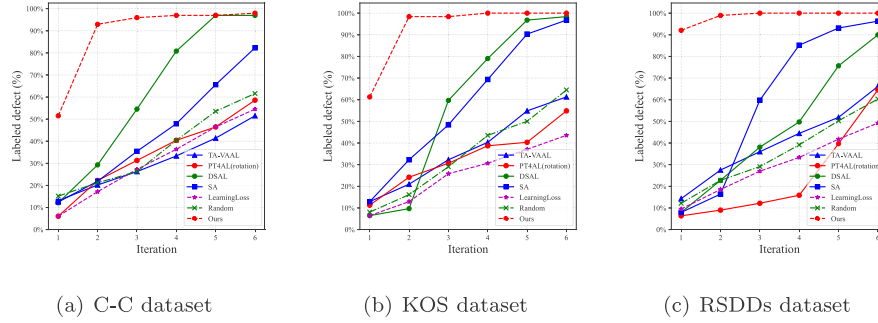 100%
90%
80%
70%
60%
50%
40%
30%
20%
10%
0%
Labeled defect (%)
2
3
4
5
6
Iteration
TA-VAAL
PT4AL(rotation)
DSAL
SA
LearningLoss
Random
Ours
100%
90%
80%
70%
60%
50%
40%
30%
20%
10%
0%
Labeled defect (%)
2
3
4
5
6
Iteration
TA-VAAL
PT4AL(rotation)
DSAL
SA
LearningLoss
Random
Ours
100%
90%
80%
70%
60%
50%
40%
30%
20%
10%
0%
Labeled defect (%)
1
2
3
4
5
6
Iteration
TA-VAAL
PT4AL(rotation)
DSAL
SA
LearningLoss
Random
Ours
(a) C-C dataset
(b) KOS dataset
(c) RSDDs dataset